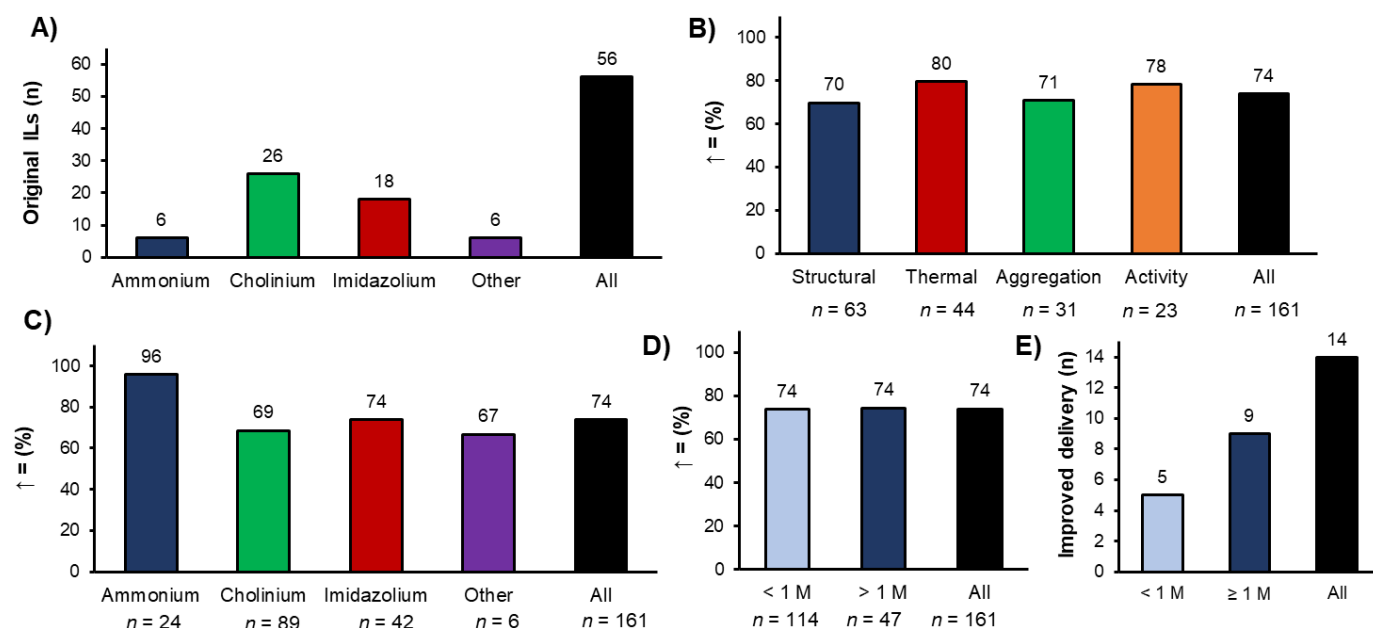 A)
Original ILs (n)
60
50
40
30
20
10
0
6
26
18
6
56
Ammonium
Cholinium
Imidazolium
Other
All
B)
↑ = (%)
100
80
60
40
20
0
70
80
71
78
74
Structural
Thermal
Aggregation
Activity
All
n = 63
n = 44
n = 31
n = 23
n = 161
C)
↑ = (%)
100
80
60
40
20
0
96
69
74
67
74
Ammonium
Cholinium
Imidazolium
Other
All
n = 24
n = 89
n = 42
n = 6
n = 161
D)
↑ = (%)
100
80
60
40
20
0
74
74
74
< 1 M
> 1 M
All
n = 114
n = 47
n = 161
E)
Improved delivery (n)
14
12
10
8
6
4
2
0
5
9
14
< 1 M
≥ 1 M
All